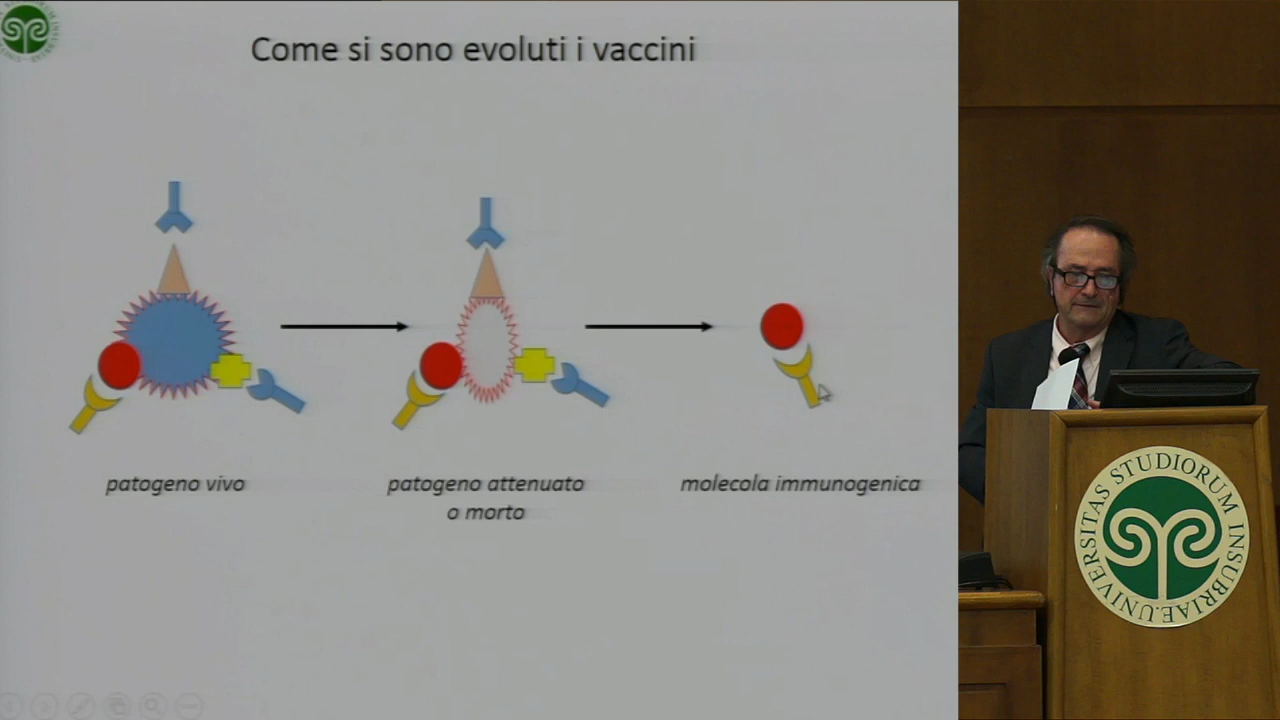 Come si sono evoluti i vaccini
patogeno vivo
patogeno attenuato
o morto
molecola immunogenica
UNIVERSITAS STUDIORUM INSUBRIAE